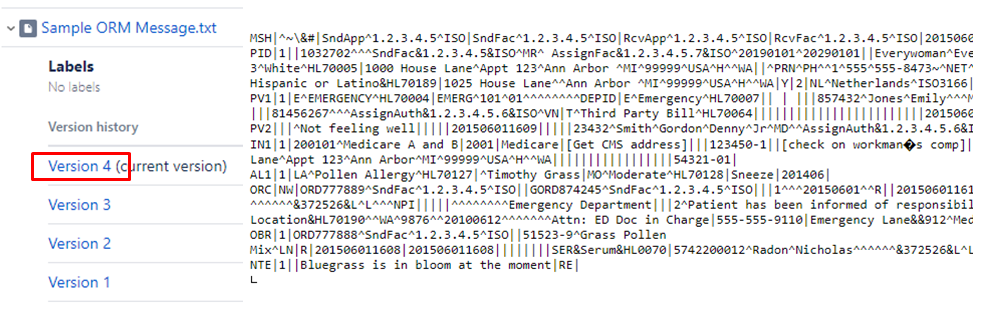 Sample ORM Message.txt
Labels
No labels
Version history
Version 4 (current version)
Version 3
Version 2
Version 1
MSH|^~\&#|SndApp^1.2.3.4.5^ISO|SndFac^1.2.3.4.5^ISO|RcvApp^1.2.3.4.5^ISO|RcvFac^1.2.3.4.5^ISO|2015060
PID|1||1032702^^^SndFac&1.2.3.4.5&ISO^MR^ AssignFac&1.2.3.4.5.7&ISO^20190101^20290101||Everywoman^Eve
3^White^HL70005|1000 House Lane^Appt 123^Ann Arbor ^MI^99999^USA^H^^WA||^PRN^PH^^1^555^555-8473~^NET^
Hispanic or Latino&HL70189|1025 House Lane^^Ann Arbor ^MI^99999^USA^H^^WA|Y|2|NL^Netherlands^ISO3166|
PV1|1|E^EMERGENCY^HL70004|EMERG^101^01^^^^^^^^DEPID|E^Emergency^HL70007|| | |||857432^Jones^Emily^^^M
|||81456267^^^AssignAuth&1.2.3.4.5.6&ISO^VN|T^Third Party Bill^HL70064|||||||||||||||||||||||||201506
PV2|||^Not feeling well|||||201506011609|||||23432^Smith^Gordon^Denny^Jr^MD^^AssignAuth&1.2.3.4.5.6&I
IN1|1|200101^Medicare A and B|2001|Medicare|[Get CMS address]|||123450-1||[check on workman�s comp]|
Lane^Appt 123^Ann Arbor^MI^99999^USA^H^^WA||||||||||||||||||54321-01|
AL1|1|LA^Pollen Allergy^HL70127|^Timothy Grass|MO^Moderate^HL70128|Sneeze|201406|
ORC|NW|ORD777889^SndFac^1.2.3.4.5^ISO||GORD874245^SndFac^1.2.3.4.5^ISO|||1^^^20150601^^R||20150601161
^^^^^^&372526&L^L^^^NPI|||||^^^^^^^^Emergency Department|||2^Patient has been informed of responsibil
Location&HL70190^^WA^9876^^20100612^^^^^^^Attn: ED Doc in Charge|555-555-9110|Emergency Lane&&912^Med
OBR|1|ORD777888^SndFac^1.2.3.4.5^ISO||51523-9^Grass Pollen
Mix^LN|R|201506011608|201506011608||||||||SER&Serum&HL0070|5742200012^Radon^Nicholas^^^^^^&372526&L^L
NTE|1||Bluegrass is in bloom at the moment|RE|